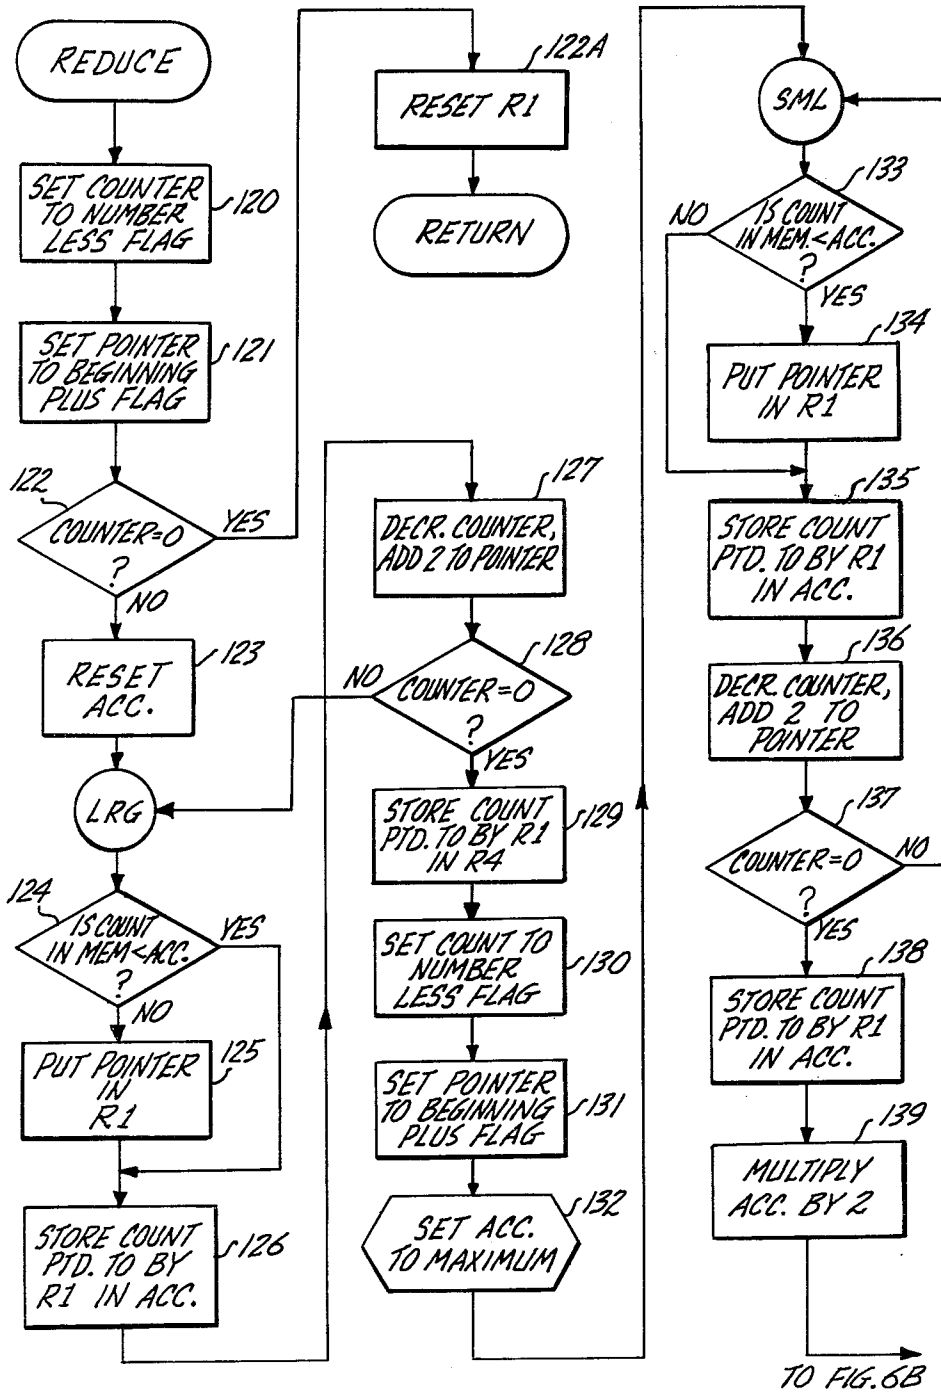 REDUCE
SET COUNTER
TO NUMBER
LESS FLAG
120
SET POINTER
TO BEGINNING
PLUS FLAG
121
122
COUNTER=0
?
YES
NO
RESET
ACC.
123
LRG
124
IS COUNT
IN MEM<ACC.
?
YES
NO
PUT POINTER
IN
R1
125
STORE COUNT
PTD. TO BY
R1 IN ACC.
126
122A
RESET R1
RETURN
127
DECR. COUNTER,
ADD 2 TO POINTER
128
NO
COUNTER=0
?
YES
STORE COUNT
PTD. TO BY R1
IN R4
129
SET COUNT TO
NUMBER
LESS FLAG
130
SET POINTER
TO BEGINNING
PLUS FLAG
131
SET ACC.
TO MAXIMUM
132
SML
133
NO
IS COUNT
IN MEM.<ACC.
?
YES
134
PUT POINTER
IN R1
135
STORE COUNT
PTD. TO BY R1
IN ACC.
136
DECR. COUNTER,
ADD 2 TO
POINTER
137
COUNTER=0
?
NO
YES
138
STORE COUNT
PTD. TO BY R1
IN ACC.
139
MULTIPLY
ACC. BY 2
TO FIG. 6B